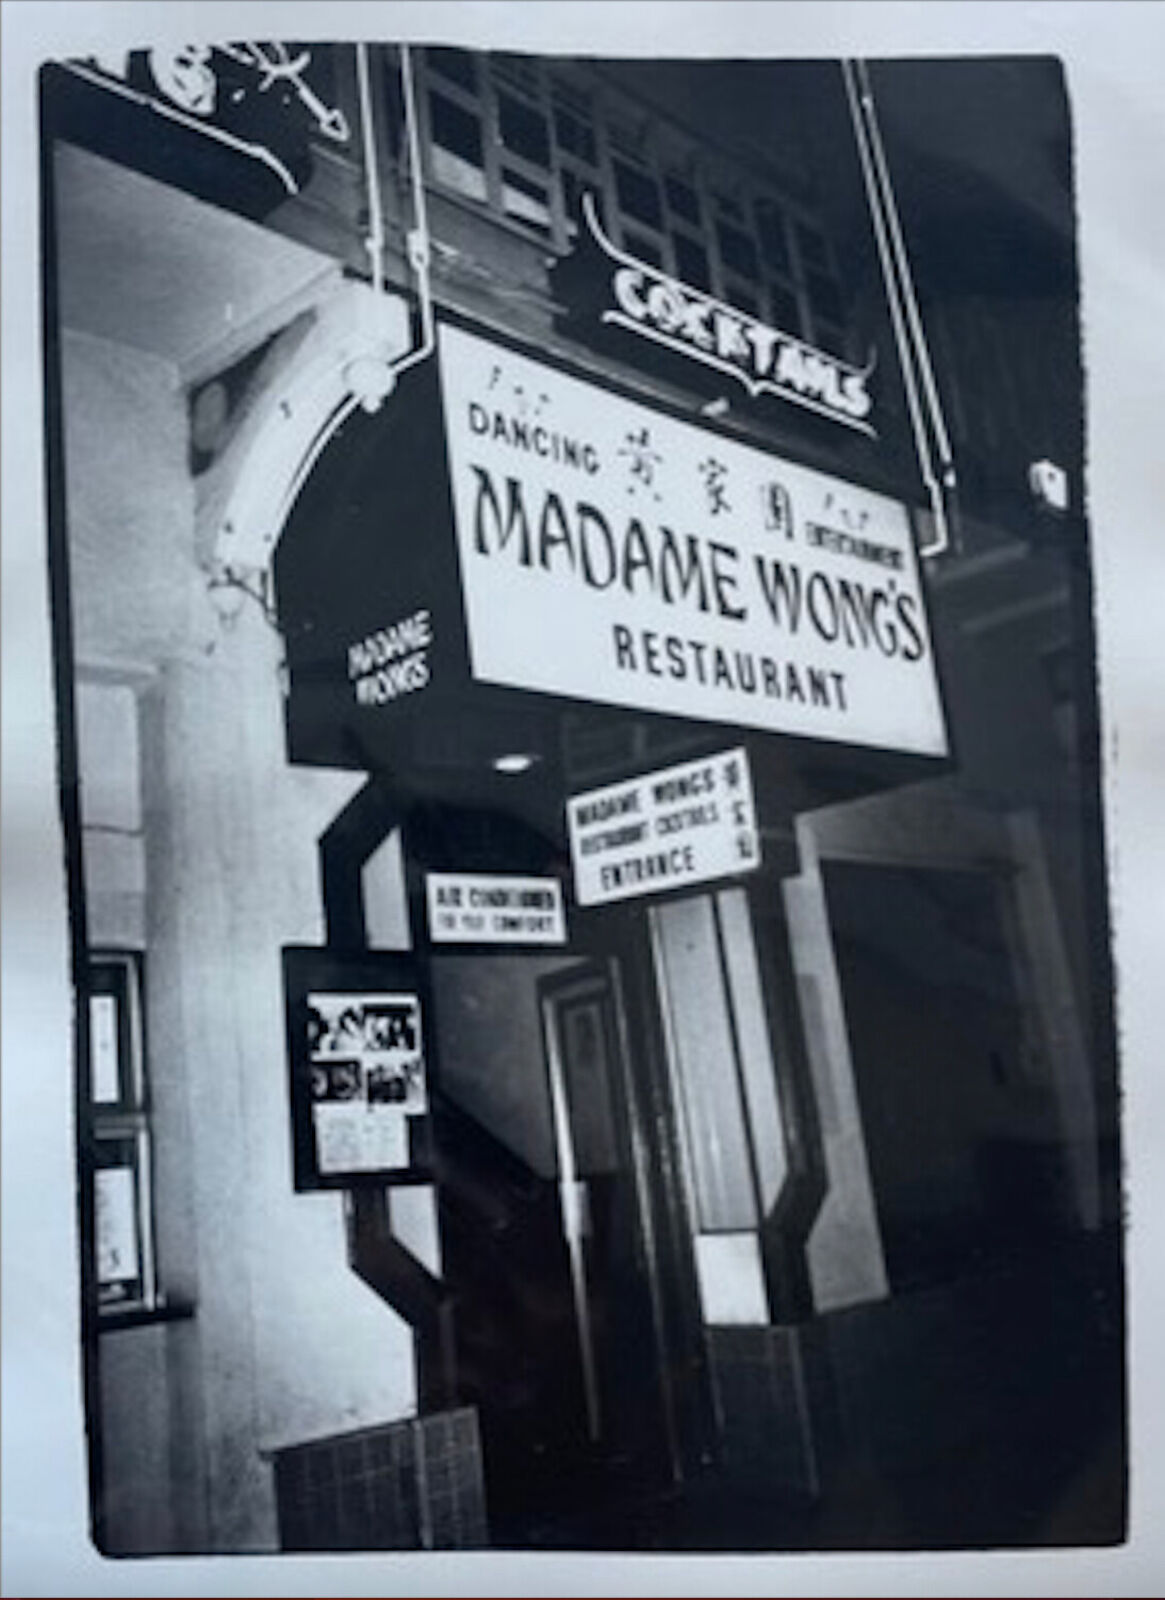 COCKTAILS
DANCING 黃家園 ENTERTAINMENT
MADAME WONG'S
RESTAURANT
MADAME
WONG'S
MADAME WONGS
RESTAURANT COCKTAILS
ENTRANCE
AIR CONDITIONED
FOR YOUR COMFORT